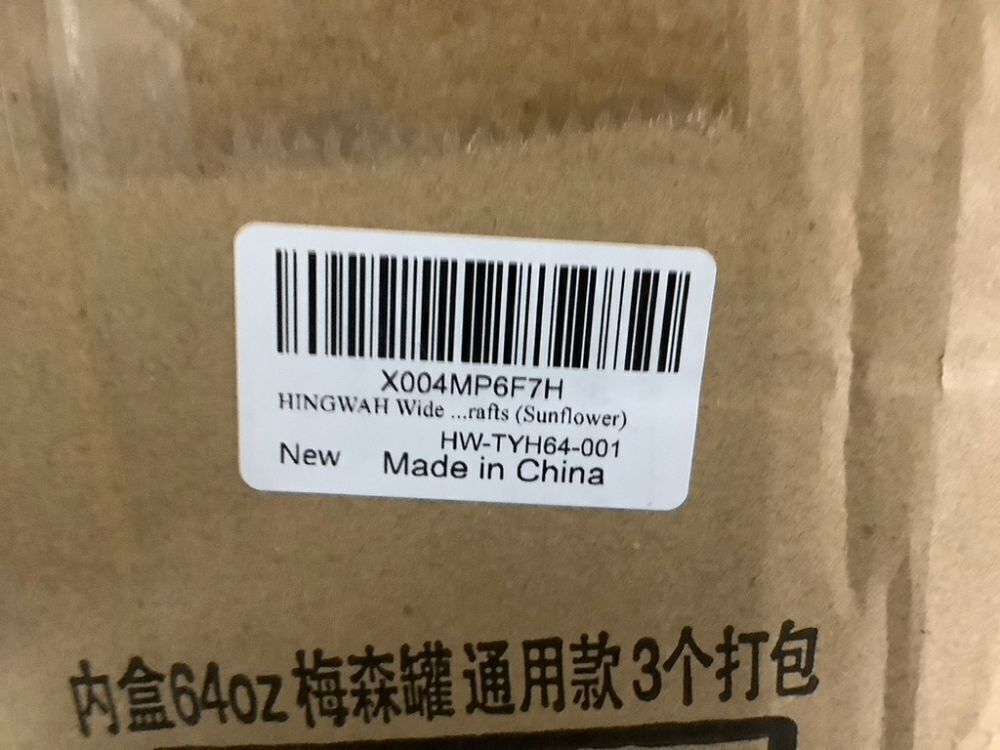 X004MP6F7H
HINGWAH Wide ...rafts (Sunflower)
HW-TYH64-001
New Made in China
内盒64oz 梅森罐 通用款 3个打包